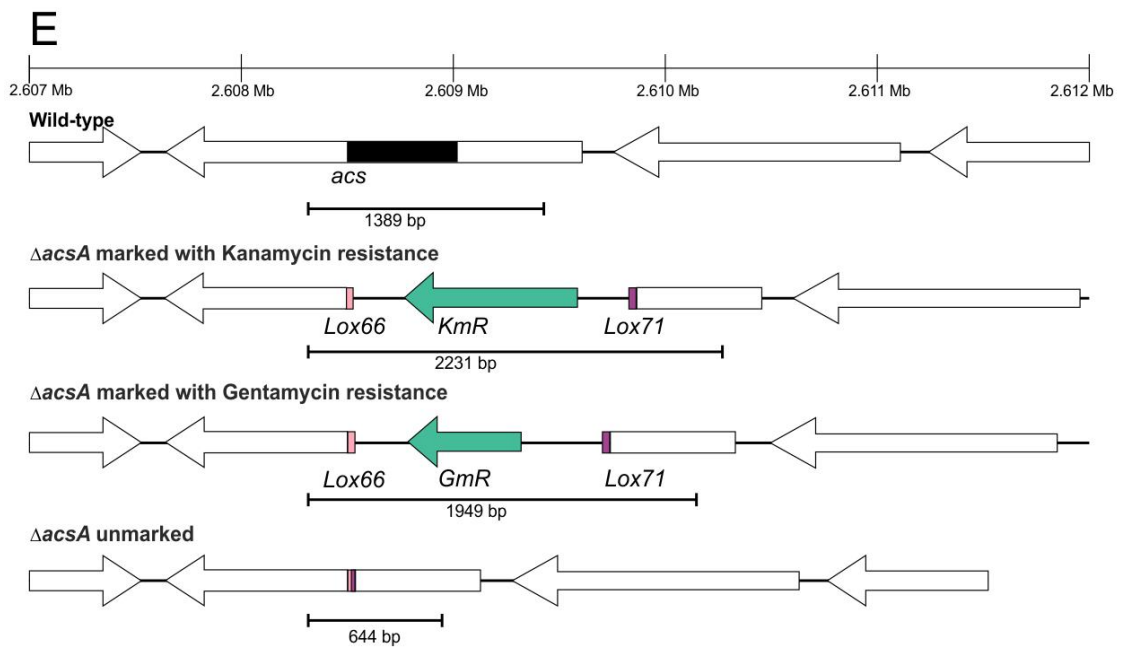 E
2.607 Mb 2.608 Mb 2.609 Mb 2.610 Mb 2.611 Mb 2.612 Mb
Wild-type
acs
1389 bp
ΔacsA marked with Kanamycin resistance
Lox66 KmR Lox71
2231 bp
ΔacsA marked with Gentamycin resistance
Lox66 GmR Lox71
1949 bp
ΔacsA unmarked
644 bp